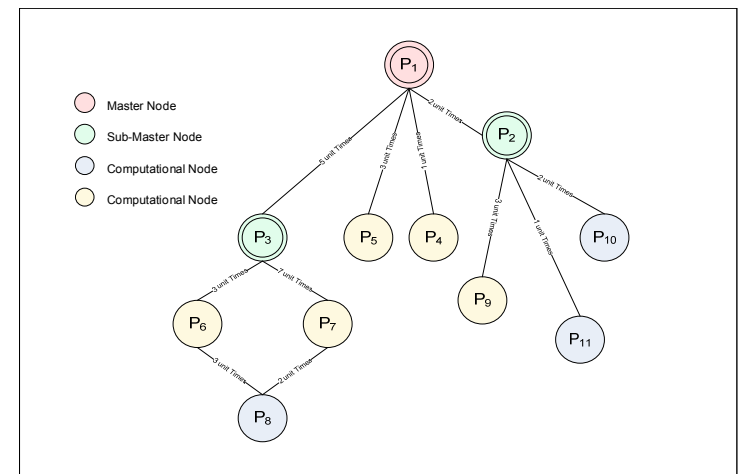 P1
2 unit Times
Master Node
P2
Sub-Master Node
5 unit Times
3 unit Times
1 unit Times
Computational Node
2 unit Times
Computational Node
3 unit Times
1 unit Times
P3
P5
P4
P10
3 unit Times
7 unit Times
P9
P6
P7
P11
3 unit Times
2 unit Times
P8